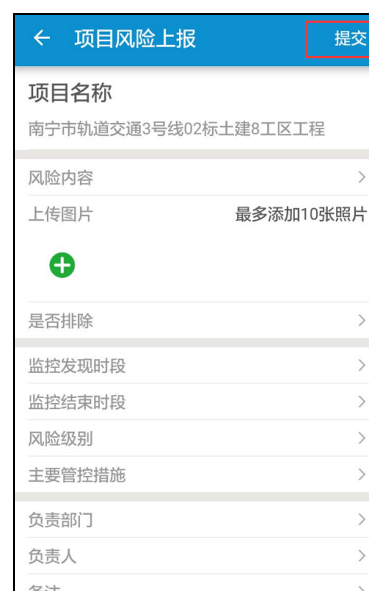 项目风险上报
提交
项目名称
南宁市轨道交通3号线02标土建8工区工程
风险内容
上传图片
最多添加10张照片
是否排除
监控发现时段
监控结束时段
风险级别
主要管控措施
负责部门
负责人